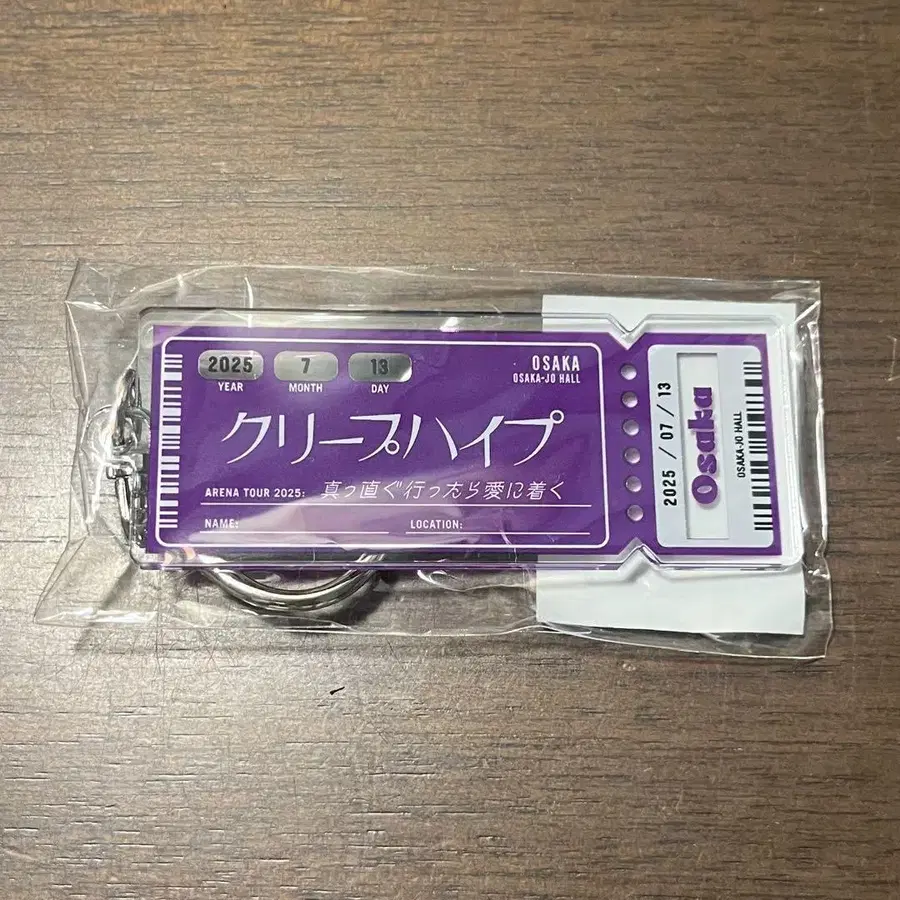 2025 7 13
YEAR MONTH DAY
OSAKA
OSAKA-JO HALL
クリープハイプ
ARENA TOUR 2025: 真っ直ぐ行ったら愛に着く
NAME: LOCATION:
2025 / 07 / 13
Osaka
OSAKA-JO HALL